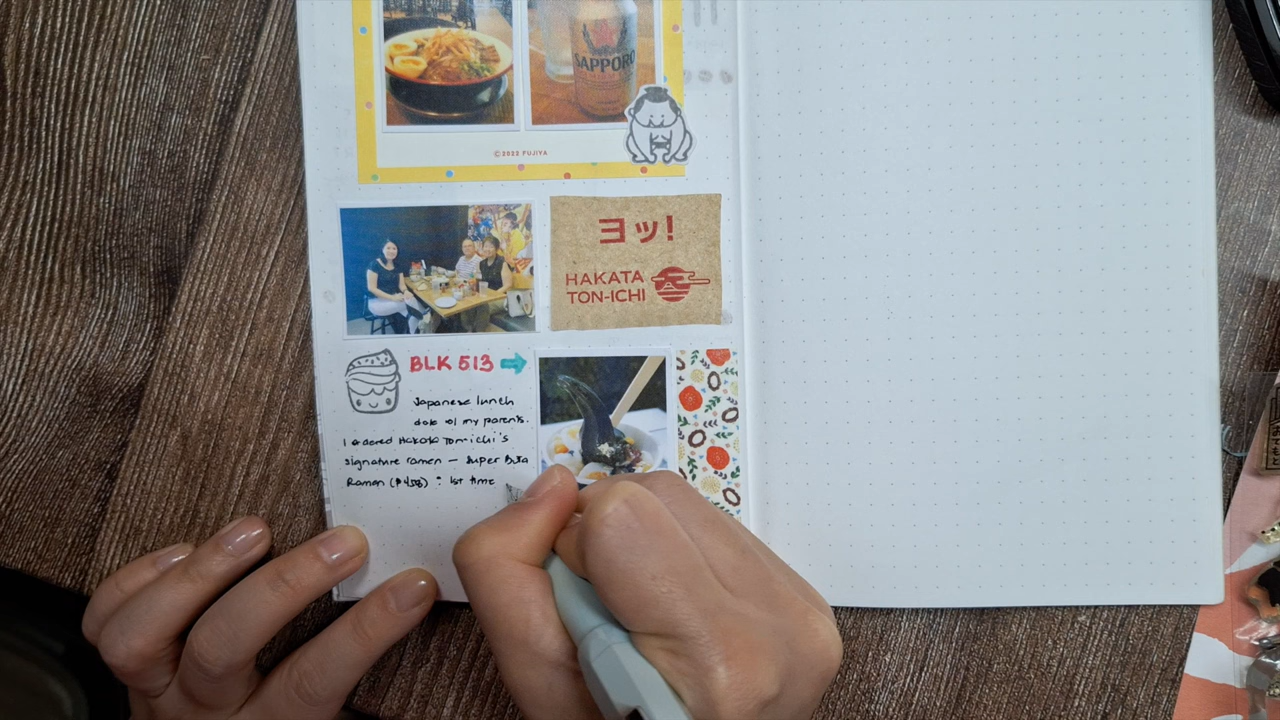 SAPPORO
©2022 FUJIYA
ヨッ!
HAKATA
TON-ICHI
BLK 513
Japanese lunch
date of my parents.
I ordered Hakata Ton-ichi's
signature ramen — Super Buta
Ramen (₱458) : 1st time